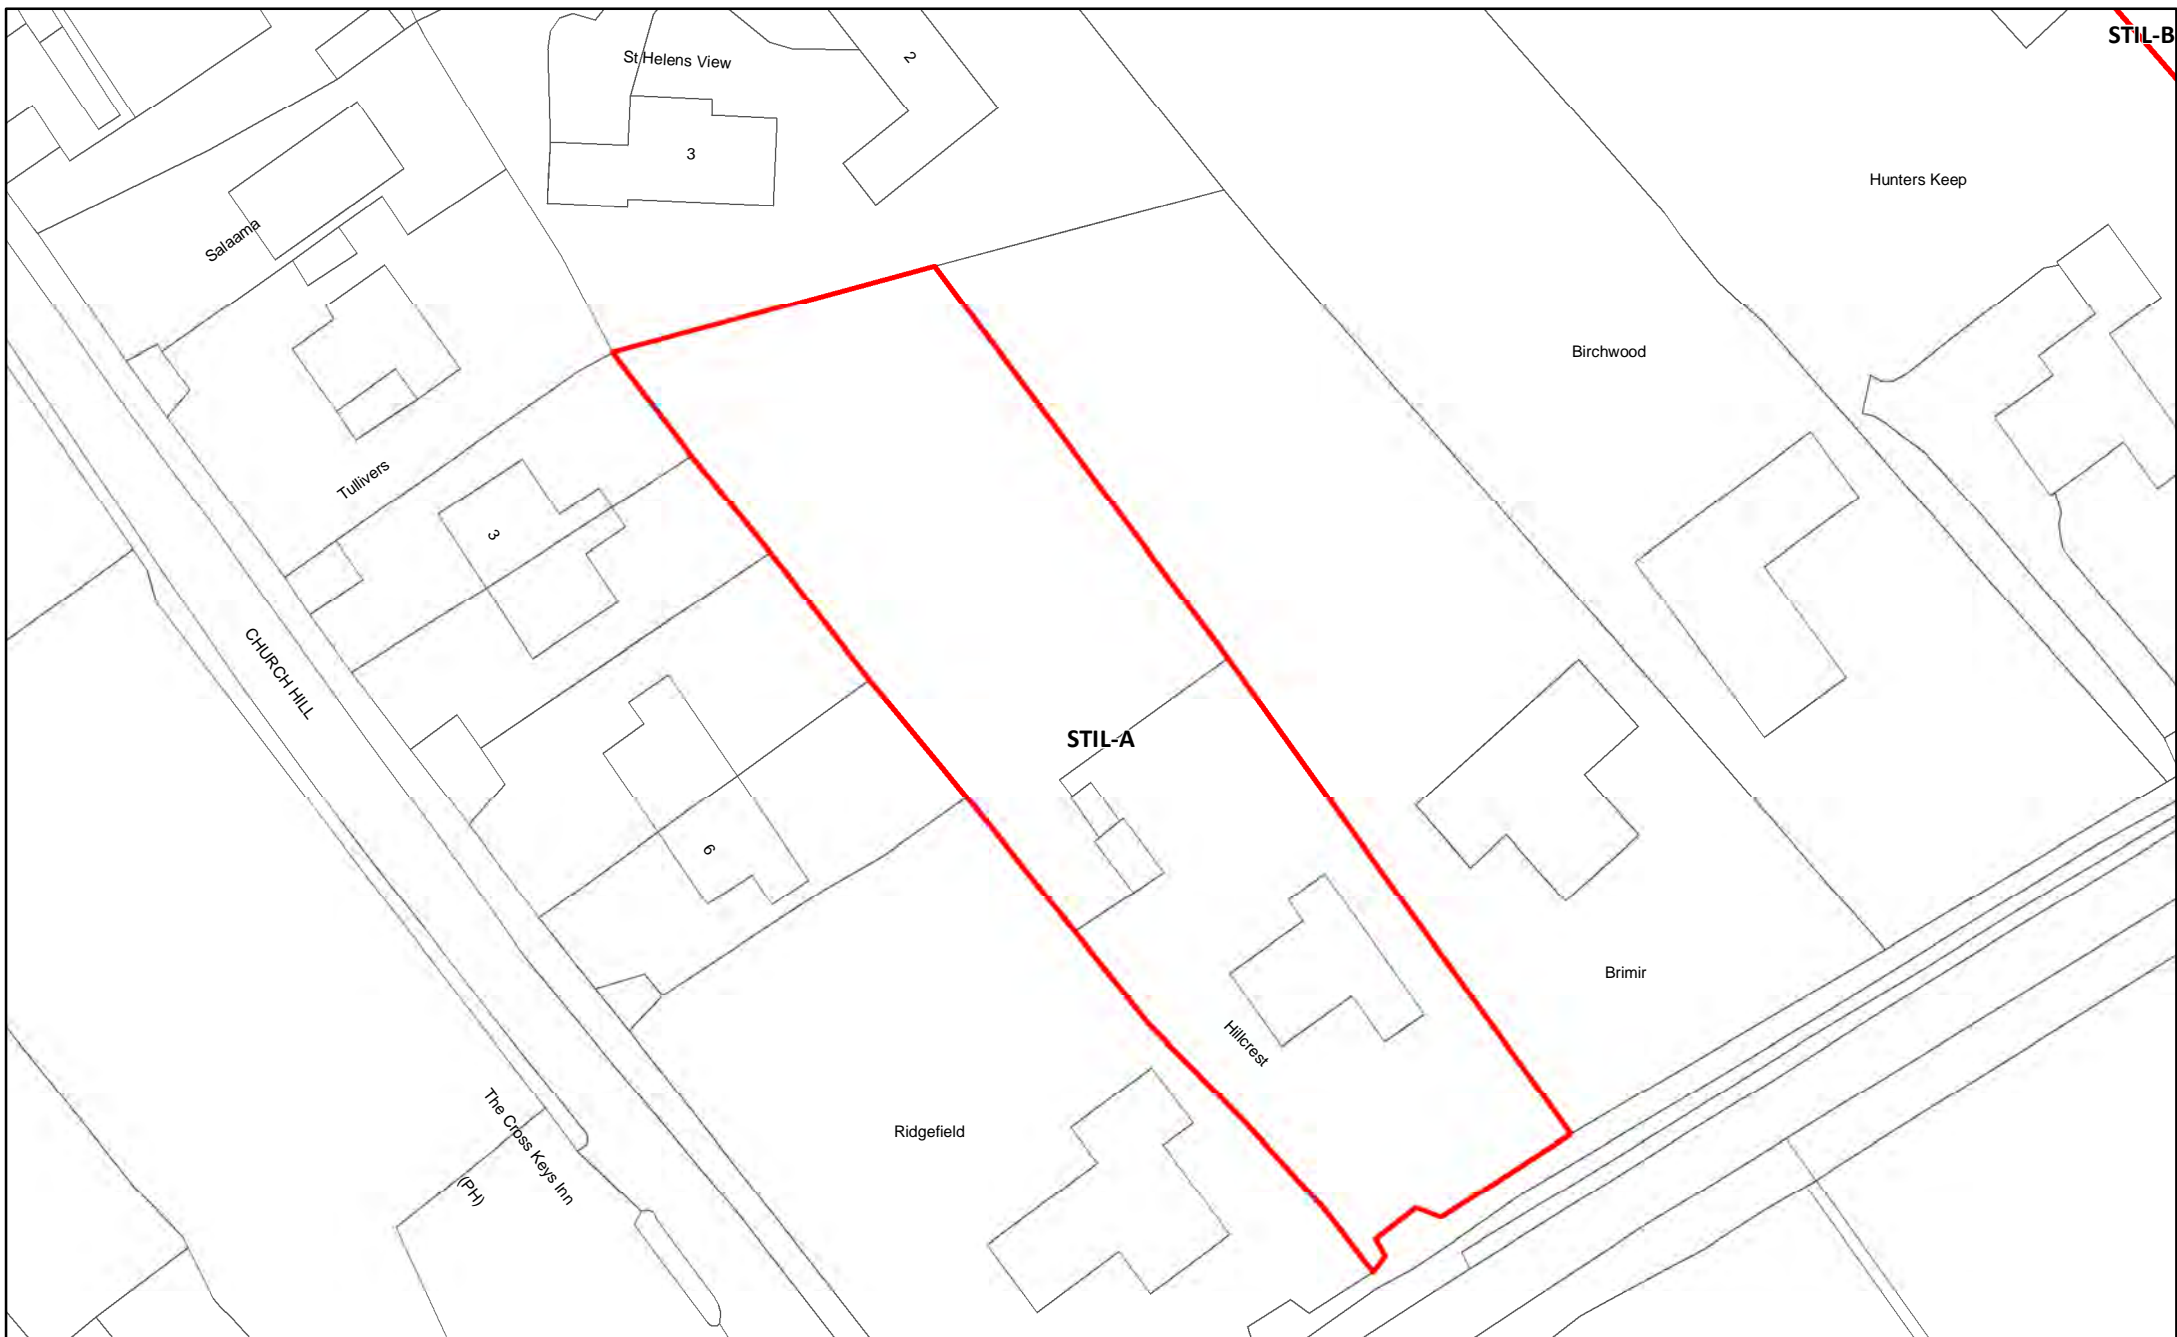 STIL-B
St Helens View
2
3
Hunters Keep
Salaama
Birchwood
Tullivers
3
CHURCH HILL
STIL-A
6
Brimir
Hillcrest
Ridgefield
The Cross Keys Inn
(PH)